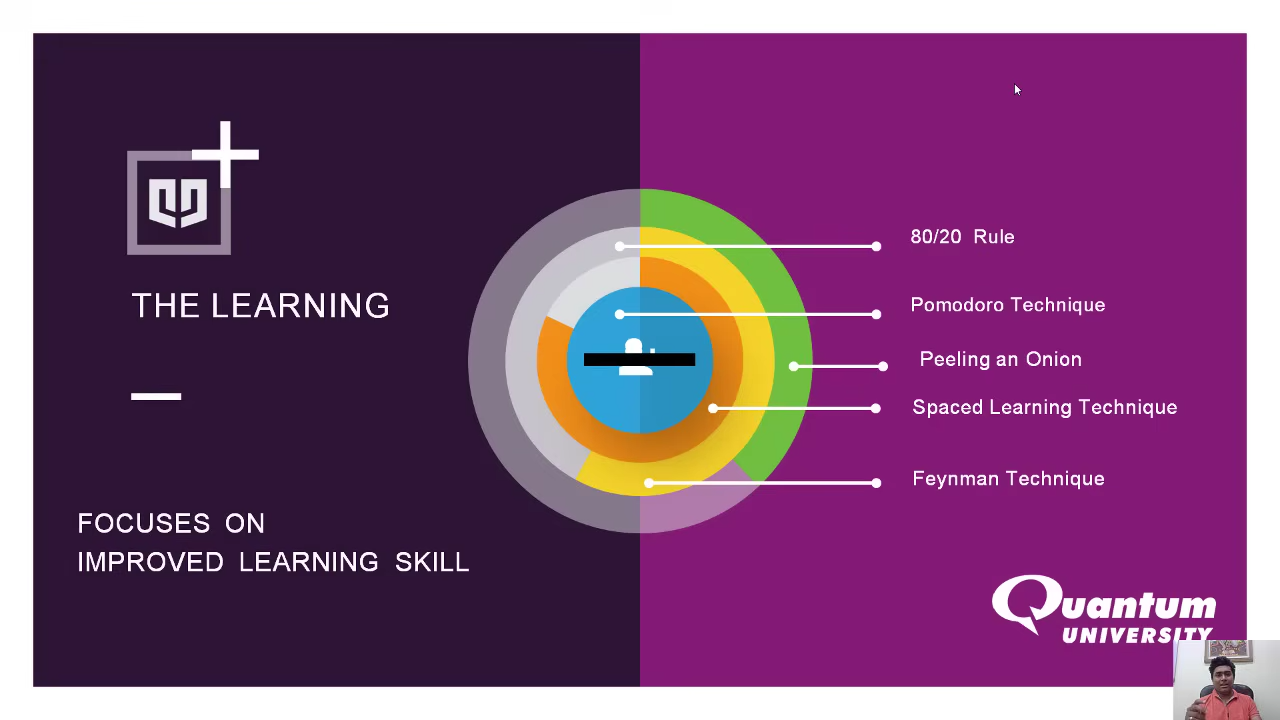 THE LEARNING
FOCUSES ON
IMPROVED LEARNING SKILL
80/20 Rule
Pomodoro Technique
Peeling an Onion
Spaced Learning Technique
Feynman Technique
Quantum
UNIVERSITY